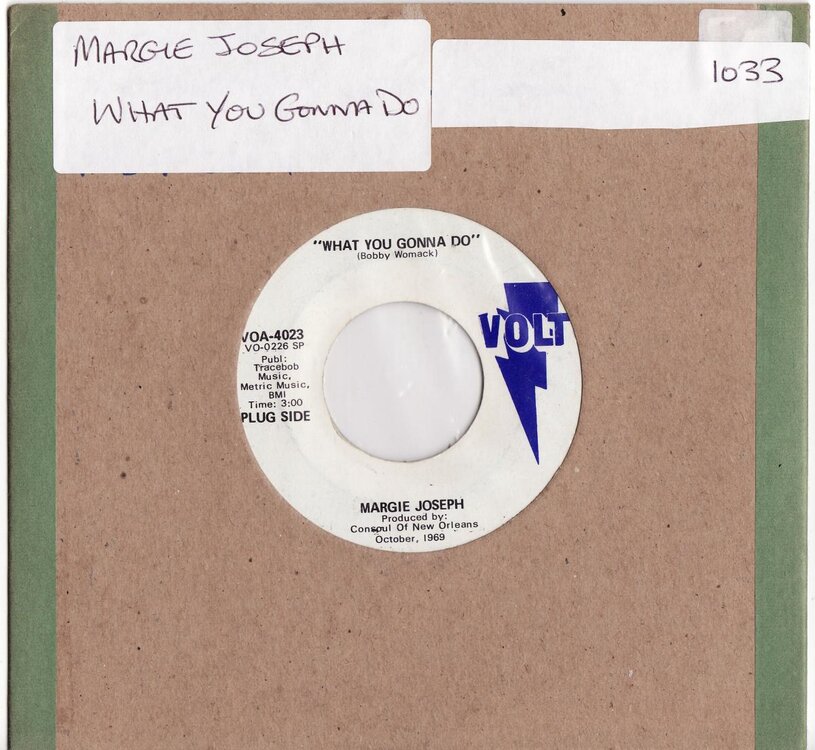 MARGIE JOSEPH
WHAT YOU GONNA DO
1033
"WHAT YOU GONNA DO"
(Bobby Womack)
VOA-4023
VO-0226 SP
Publ:
Tracebob
Music,
Metric Music,
BMI
Time: 3:00
PLUG SIDE
VOLT
MARGIE JOSEPH
Produced by:
Consoul Of New Orleans
October, 1969